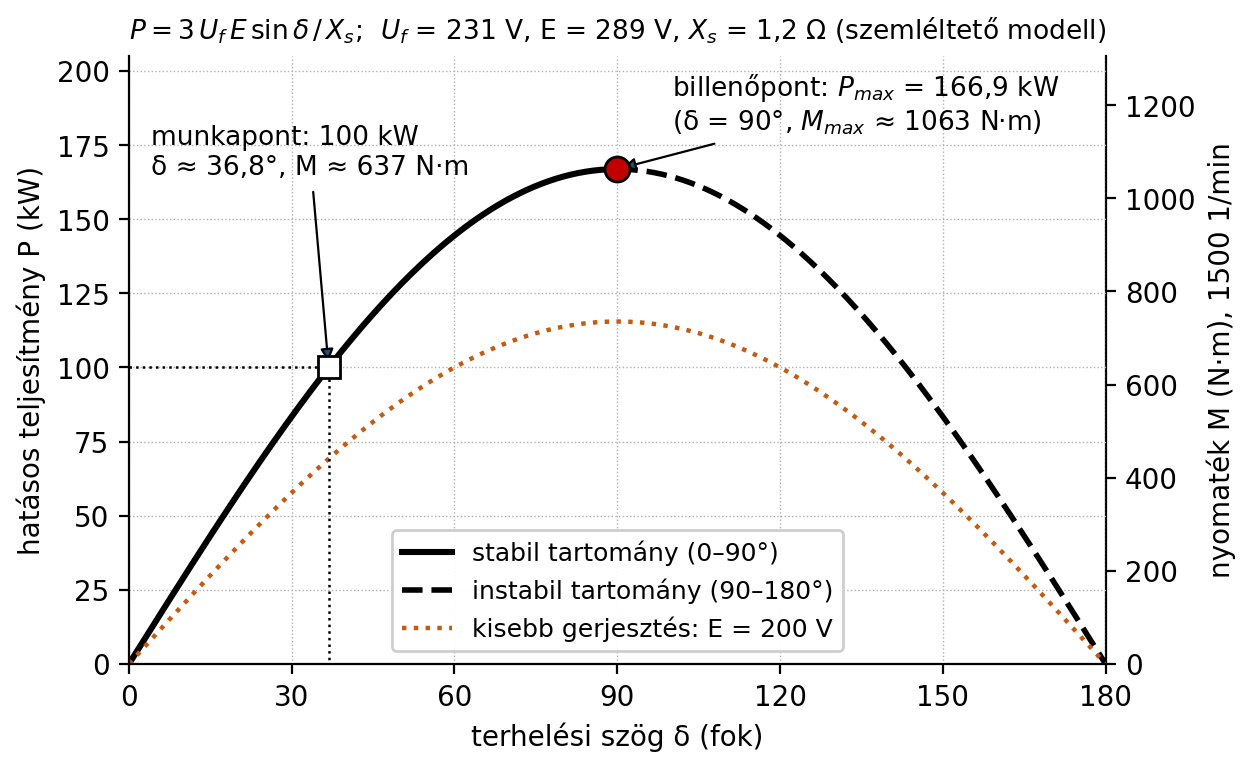 P = 3 U_f E sin δ / X_s;  U_f = 231 V, E = 289 V, X_s = 1,2 Ω (szemléltető modell)
billenőpont: P_max = 166,9 kW
(δ = 90°, M_max ≈ 1063 N·m)
munkapont: 100 kW
δ ≈ 36,8°, M ≈ 637 N·m
hatásos teljesítmény P (kW)
200
175
150
125
100
75
50
25
0
nyomaték M (N·m), 1500 1/min
1200
1000
800
600
400
200
0
stabil tartomány (0–90°)
instabil tartomány (90–180°)
kisebb gerjesztés: E = 200 V
0 30 60 90 120 150 180
terhelési szög δ (fok)